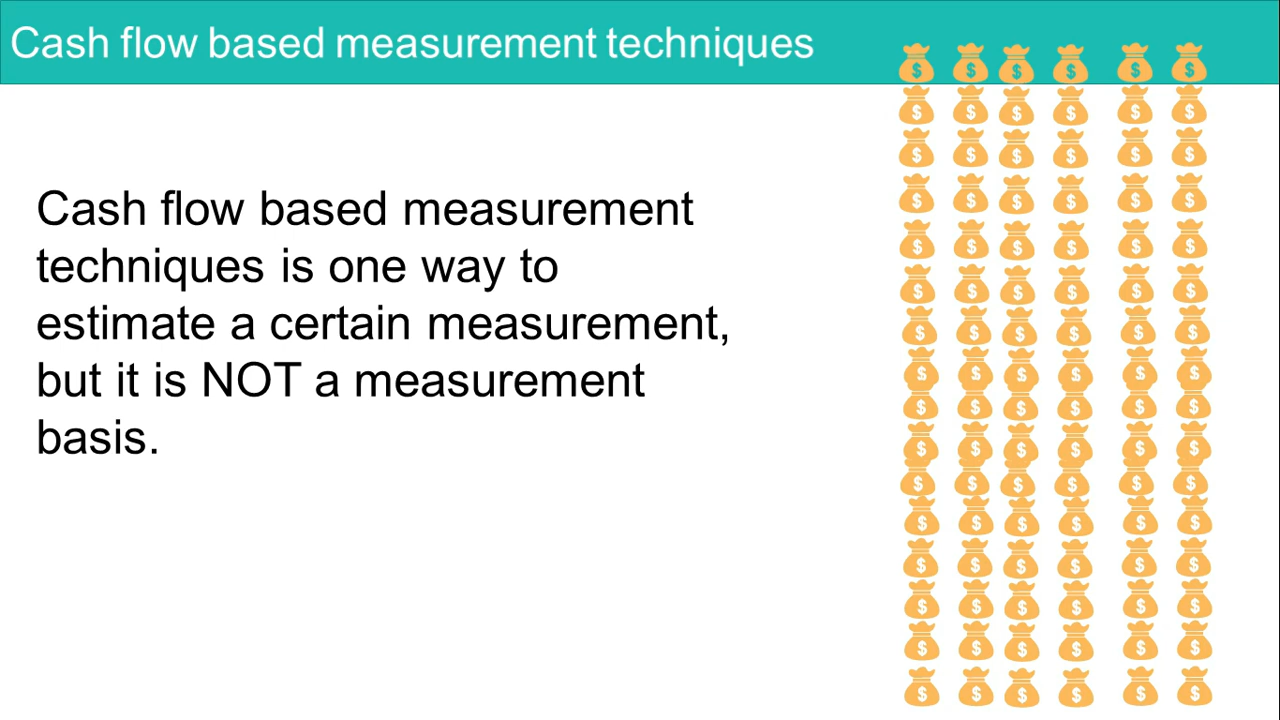 Cash flow based measurement techniques
Cash flow based measurement
techniques is one way to
estimate a certain measurement,
but it is NOT a measurement
basis.